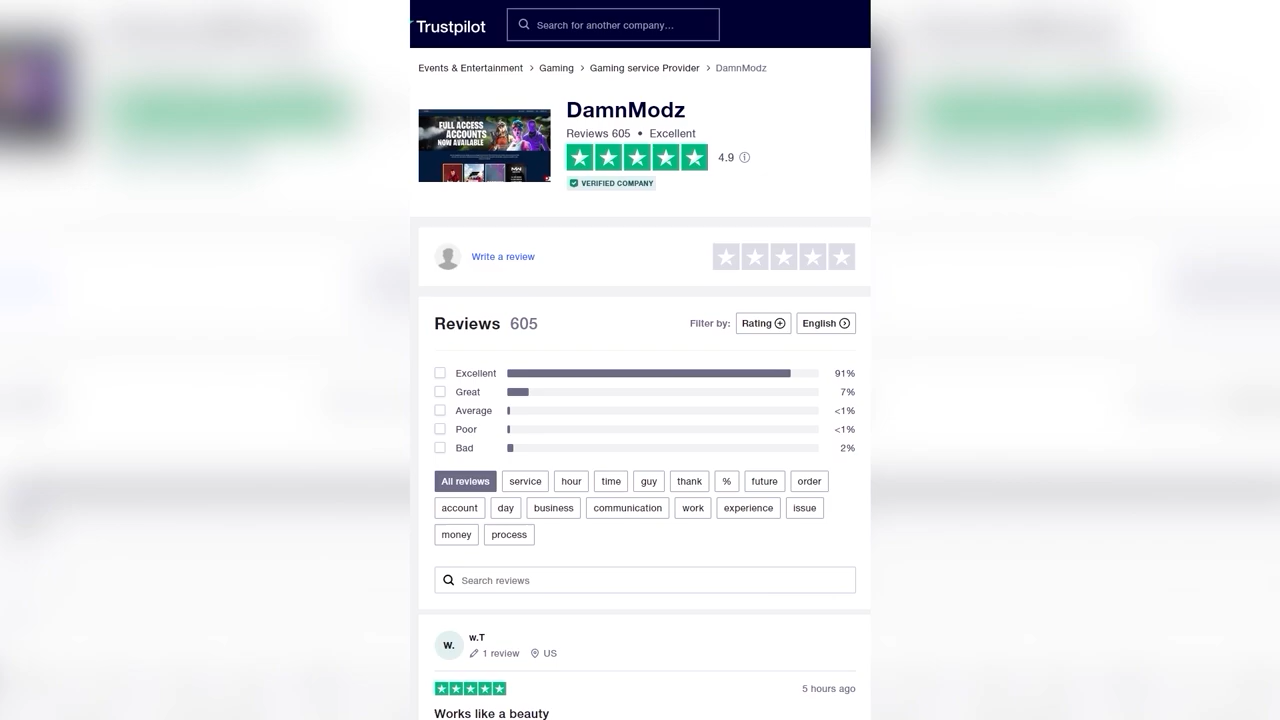 Trustpilot
Search for another company...
Events & Entertainment > Gaming > Gaming service Provider > DamnModz
FULL ACCESS
ACCOUNTS
NOW AVAILABLE
DamnModz
Reviews 605 • Excellent
4.9
VERIFIED COMPANY
Write a review
Reviews 605
Filter by: Rating English
Excellent 91%
Great 7%
Average <1%
Poor <1%
Bad 2%
All reviews service hour time guy thank % future order
account day business communication work experience issue
money process
Search reviews
W. w.T
1 review US
5 hours ago
Works like a beauty